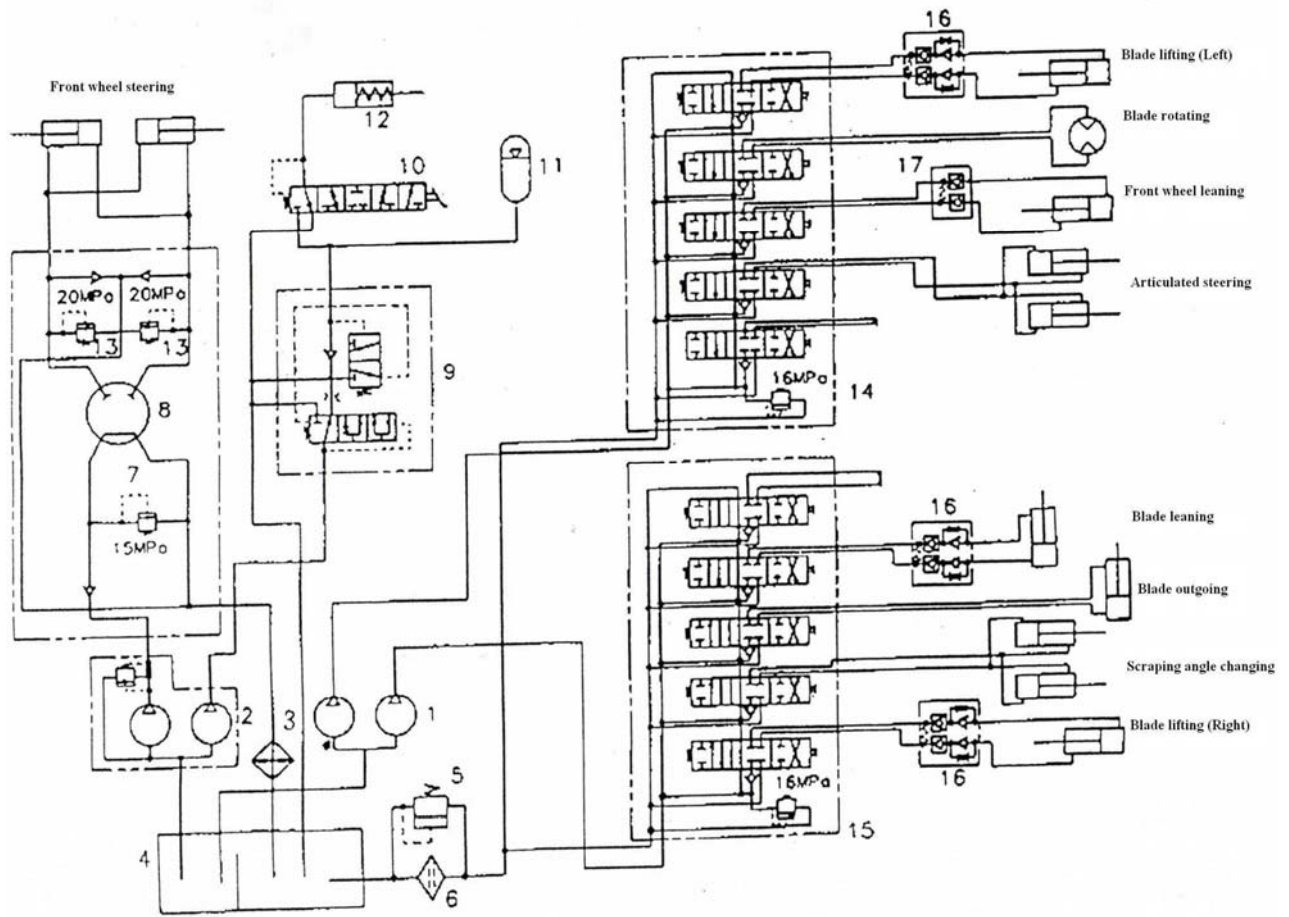 16
Blade lifting (Left)
Front wheel steering
12
Blade rotating
11
10
17
Front wheel leaning
Articulated steering
20MPa 20MPa
13 13
9
16MPa
14
8
7
15MPa
16
Blade leaning
Blade outgoing
Scraping angle changing
2
3
1
Blade lifting (Right)
16
5
16MPa
15
4
6